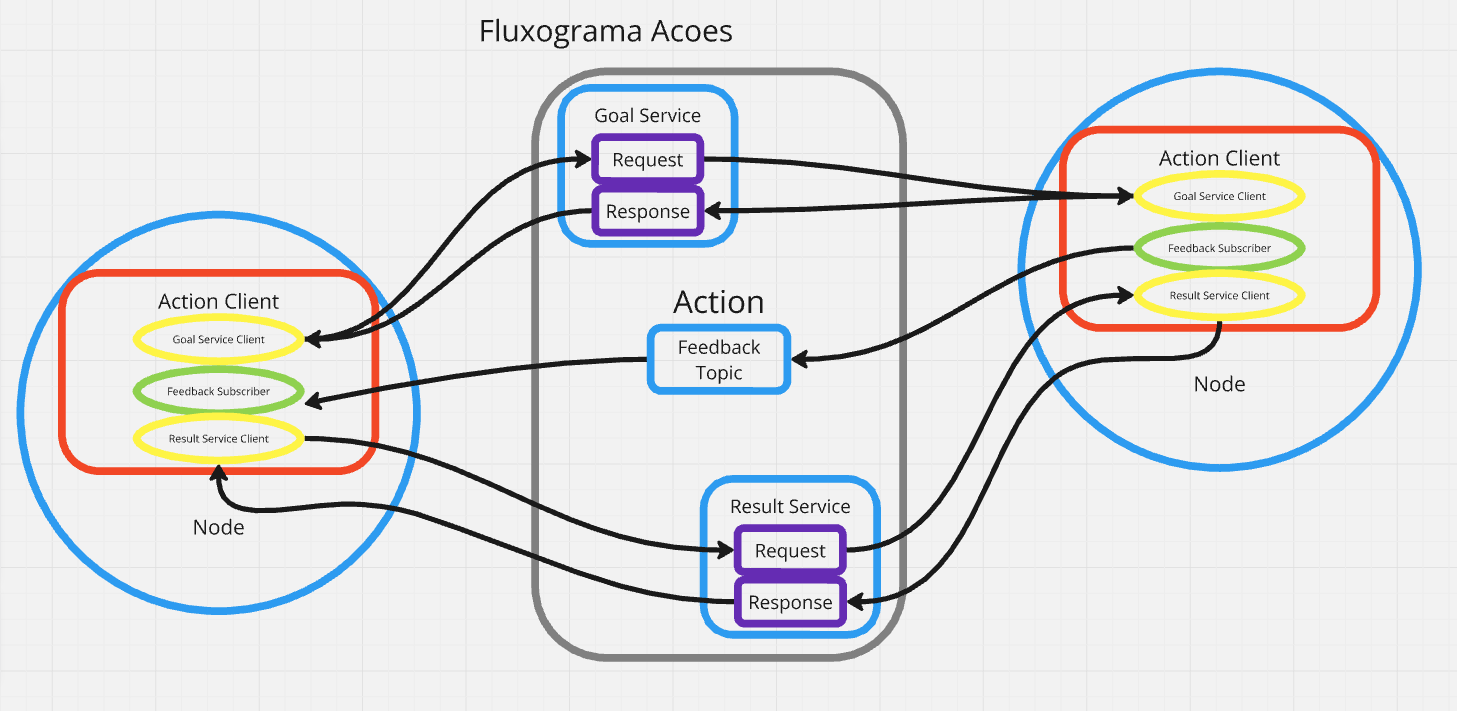 Fluxograma Acoes
Goal Service
Request
Response
Action
Feedback
Topic
Result Service
Request
Response
Action Client
Goal Service Client
Feedback Subscriber
Result Service Client
Node
Action Client
Goal Service Client
Feedback Subscriber
Result Service Client
Node